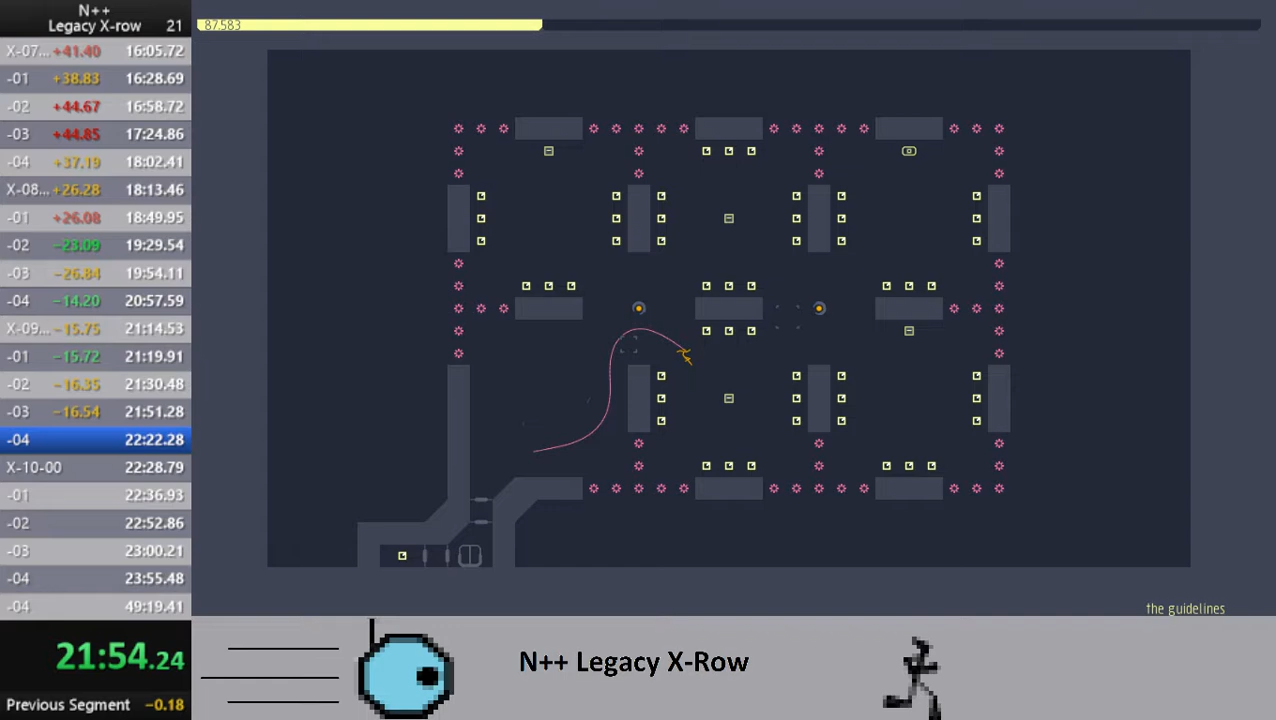 N++
Legacy X-row 21
X-07... +41.40 16:05.72
-01 +38.83 16:28.69
-02 +44.67 16:58.72
-03 +44.85 17:24.86
-04 +37.19 18:02.41
X-08... +26.28 18:13.46
-01 +26.08 18:49.95
-02 −23.09 19:29.54
-03 −26.84 19:54.11
-04 −14.20 20:57.59
X-09... −15.75 21:14.53
-01 −15.72 21:19.91
-02 −16.35 21:30.48
-03 −16.54 21:51.28
-04 22:22.28
X-10-00 22:28.79
-01 22:36.93
-02 22:52.86
-03 23:00.21
-04 23:55.48
-04 49:19.41
21:54.24
Previous Segment −0.18
87.583
the guidelines
N++ Legacy X-Row